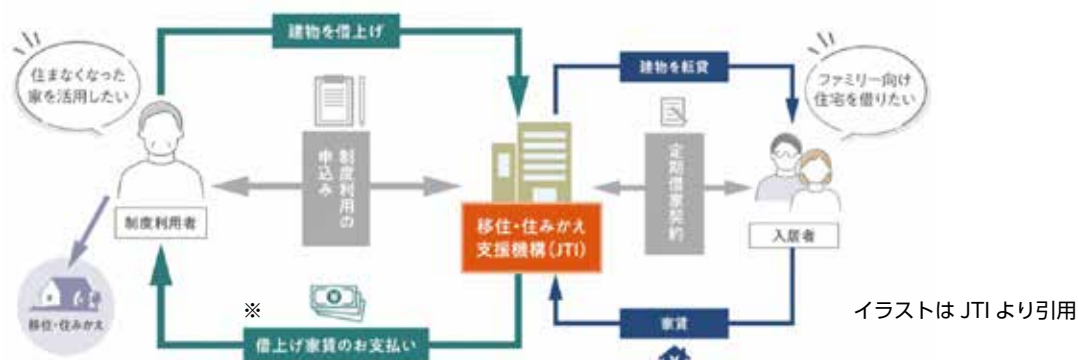 建物を借上げ
住まなくなった
家を活用したい
建物を転貸
ファミリー向け
住宅を借りたい
制度利用の
申込み
定期借家契約
制度利用者
移住・住みかえ
支援機構(JTI)
入居者
移住・住みかえ
※
借上げ家賃のお支払い
家賃
イラストは JTI より引用